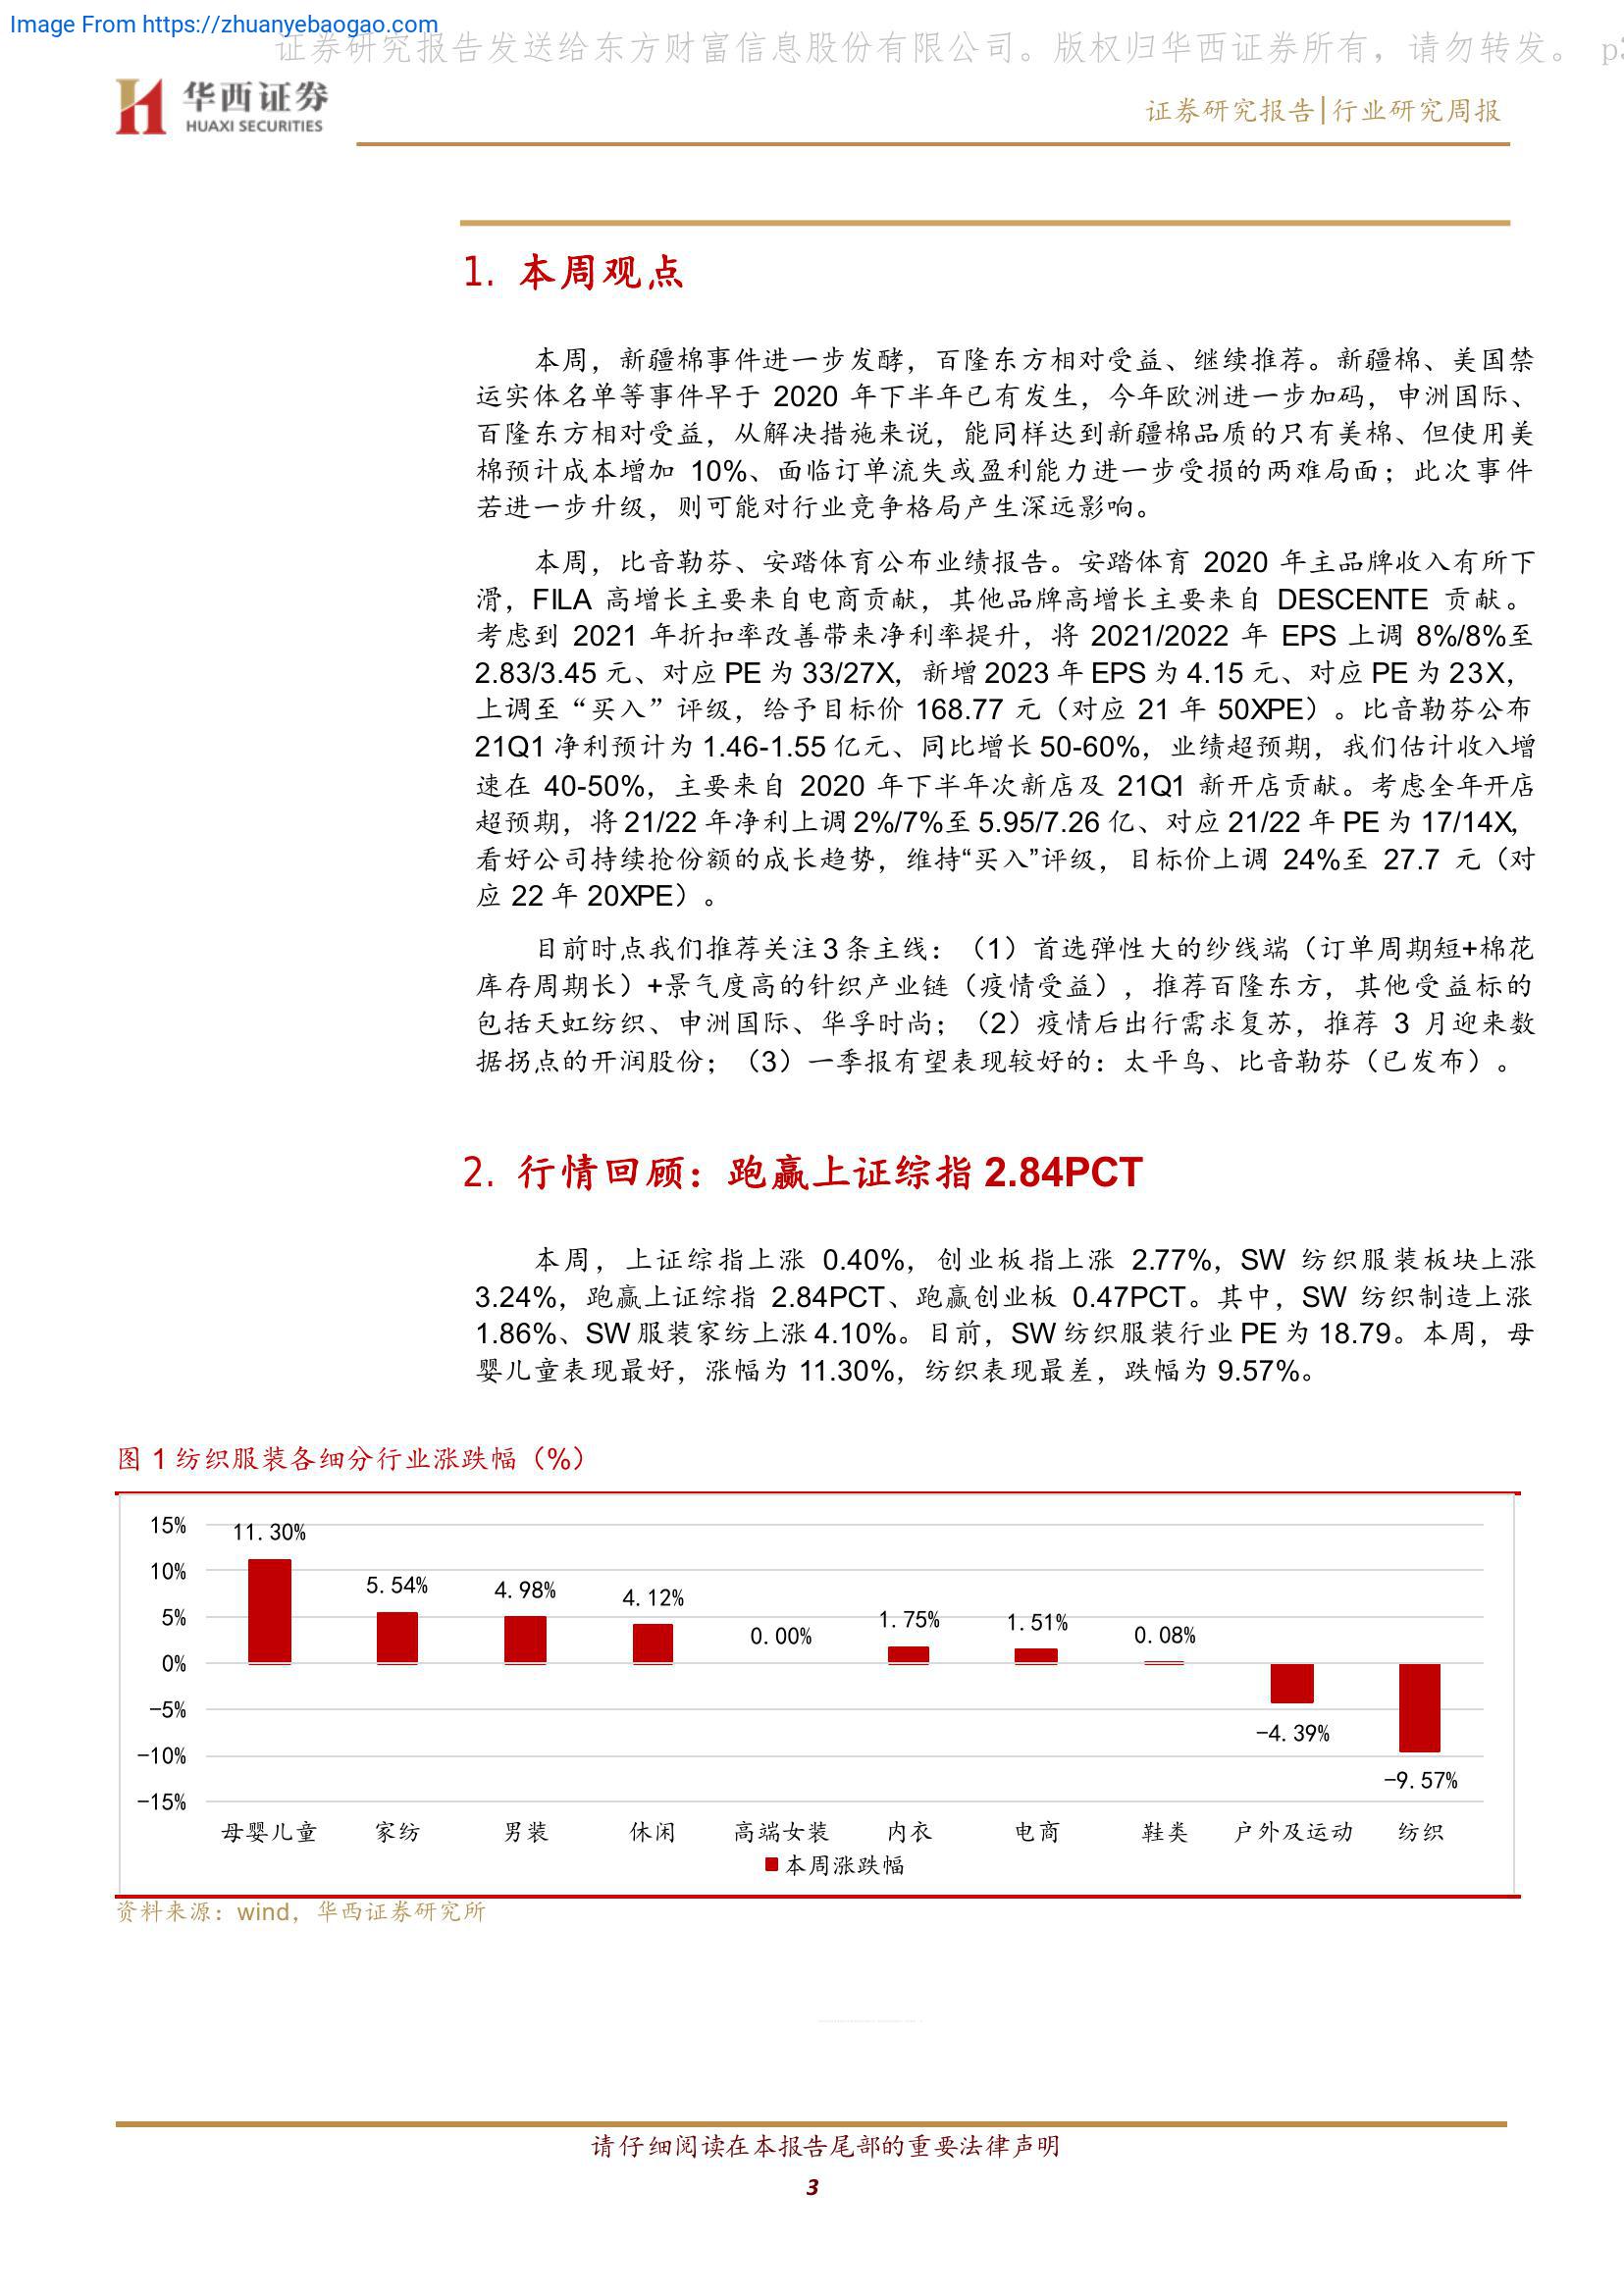 Image From https://zhuanyebaogao.com
证券研究报告发送给东方财富信息股份有限公司。版权归华西证券所有，请勿转发。 p3
华西证券
HUAXI SECURITIES
证券研究报告|行业研究周报
1. 本周观点
本周，新疆棉事件进一步发酵，百隆东方相对受益、继续推荐。新疆棉、美国禁
运实体名单等事件早于 2020 年下半年已有发生，今年欧洲进一步加码，申洲国际、
百隆东方相对受益，从解决措施来说，能同样达到新疆棉品质的只有美棉、但使用美
棉预计成本增加 10%、面临订单流失或盈利能力进一步受损的两难局面；此次事件
若进一步升级，则可能对行业竞争格局产生深远影响。
本周，比音勒芬、安踏体育公布业绩报告。安踏体育 2020 年主品牌收入有所下
滑，FILA 高增长主要来自电商贡献，其他品牌高增长主要来自 DESCENTE 贡献。
考虑到 2021 年折扣率改善带来净利率提升，将 2021/2022 年 EPS 上调 8%/8%至
2.83/3.45 元、对应 PE 为 33/27X，新增 2023 年 EPS 为 4.15 元、对应 PE 为 23X，
上调至“买入”评级，给予目标价 168.77 元（对应 21 年 50XPE）。比音勒芬公布
21Q1 净利预计为 1.46-1.55 亿元、同比增长 50-60%，业绩超预期，我们估计收入增
速在 40-50%，主要来自 2020 年下半年次新店及 21Q1 新开店贡献。考虑全年开店
超预期，将 21/22 年净利上调 2%/7%至 5.95/7.26 亿、对应 21/22 年 PE 为 17/14X，
看好公司持续抢份额的成长趋势，维持“买入”评级，目标价上调 24%至 27.7 元（对
应 22 年 20XPE）。
目前时点我们推荐关注 3 条主线：（1）首选弹性大的纱线端（订单周期短+棉花
库存周期长）+景气度高的针织产业链（疫情受益），推荐百隆东方，其他受益标的
包括天虹纺织、申洲国际、华孚时尚；（2）疫情后出行需求复苏，推荐 3 月迎来数
据拐点的开润股份；（3）一季报有望表现较好的：太平鸟、比音勒芬（已发布）。
2. 行情回顾：跑赢上证综指 2.84PCT
本周，上证综指上涨 0.40%，创业板指上涨 2.77%，SW 纺织服装板块上涨
3.24%，跑赢上证综指 2.84PCT、跑赢创业板 0.47PCT。其中，SW 纺织制造上涨
1.86%、SW 服装家纺上涨 4.10%。目前，SW 纺织服装行业 PE 为 18.79。本周，母
婴儿童表现最好，涨幅为 11.30%，纺织表现最差，跌幅为 9.57%。
图 1 纺织服装各细分行业涨跌幅（%）
15%
10%
5%
0%
-5%
-10%
-15%
11.30%
5.54%
4.98%
4.12%
0.00%
1.75%
1.51%
0.08%
-4.39%
-9.57%
母婴儿童 家纺 男装 休闲 高端女装 内衣 电商 鞋类 户外及运动 纺织
本周涨跌幅
资料来源：wind，华西证券研究所
请仔细阅读在本报告尾部的重要法律声明
3